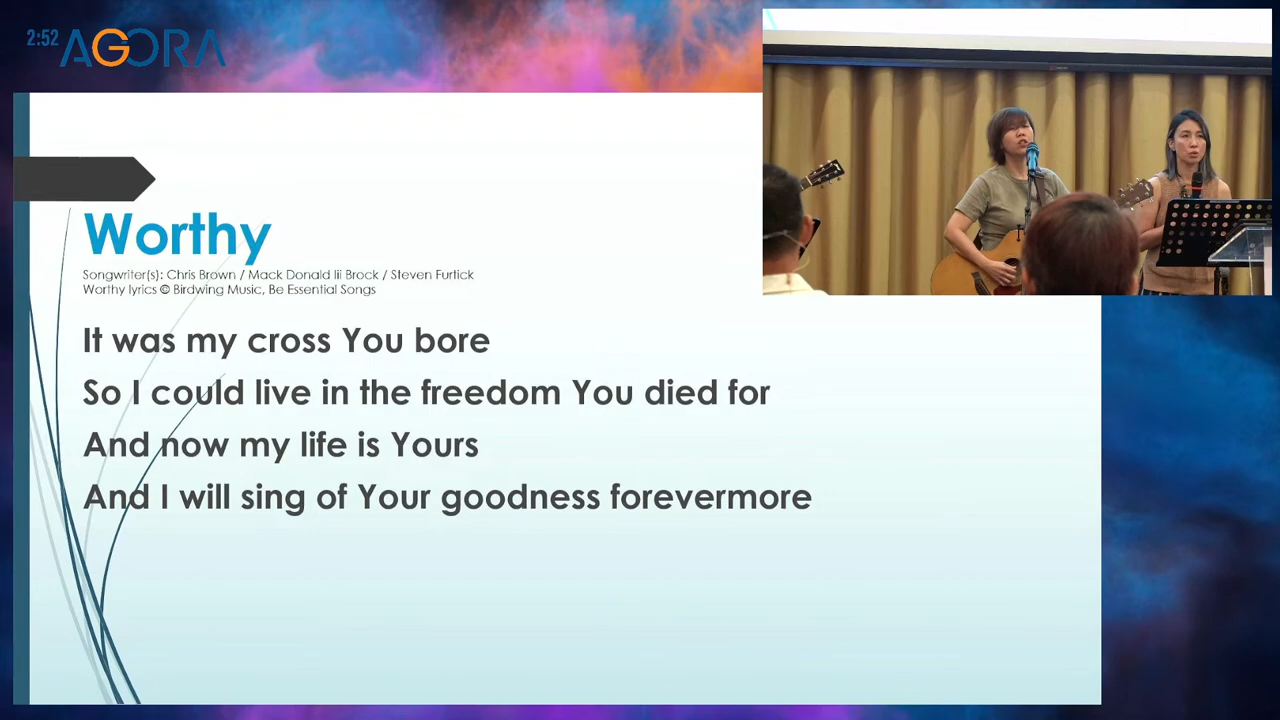 2:52 AGORA
Worthy
Songwriter(s): Chris Brown / Mack Donald Iii Brock / Steven Furtick
Worthy lyrics © Birdwing Music, Be Essential Songs
It was my cross You bore
So I could live in the freedom You died for
And now my life is Yours
And I will sing of Your goodness forevermore